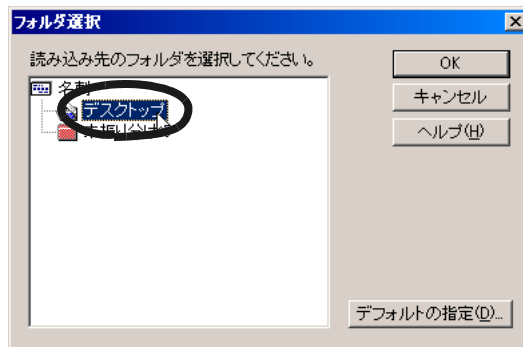 フォルダ選択
読み込み先のフォルダを選択してください。
名刺
デスクトップ
OK
キャンセル
ヘルプ(H)
デフォルトの指定(D)...